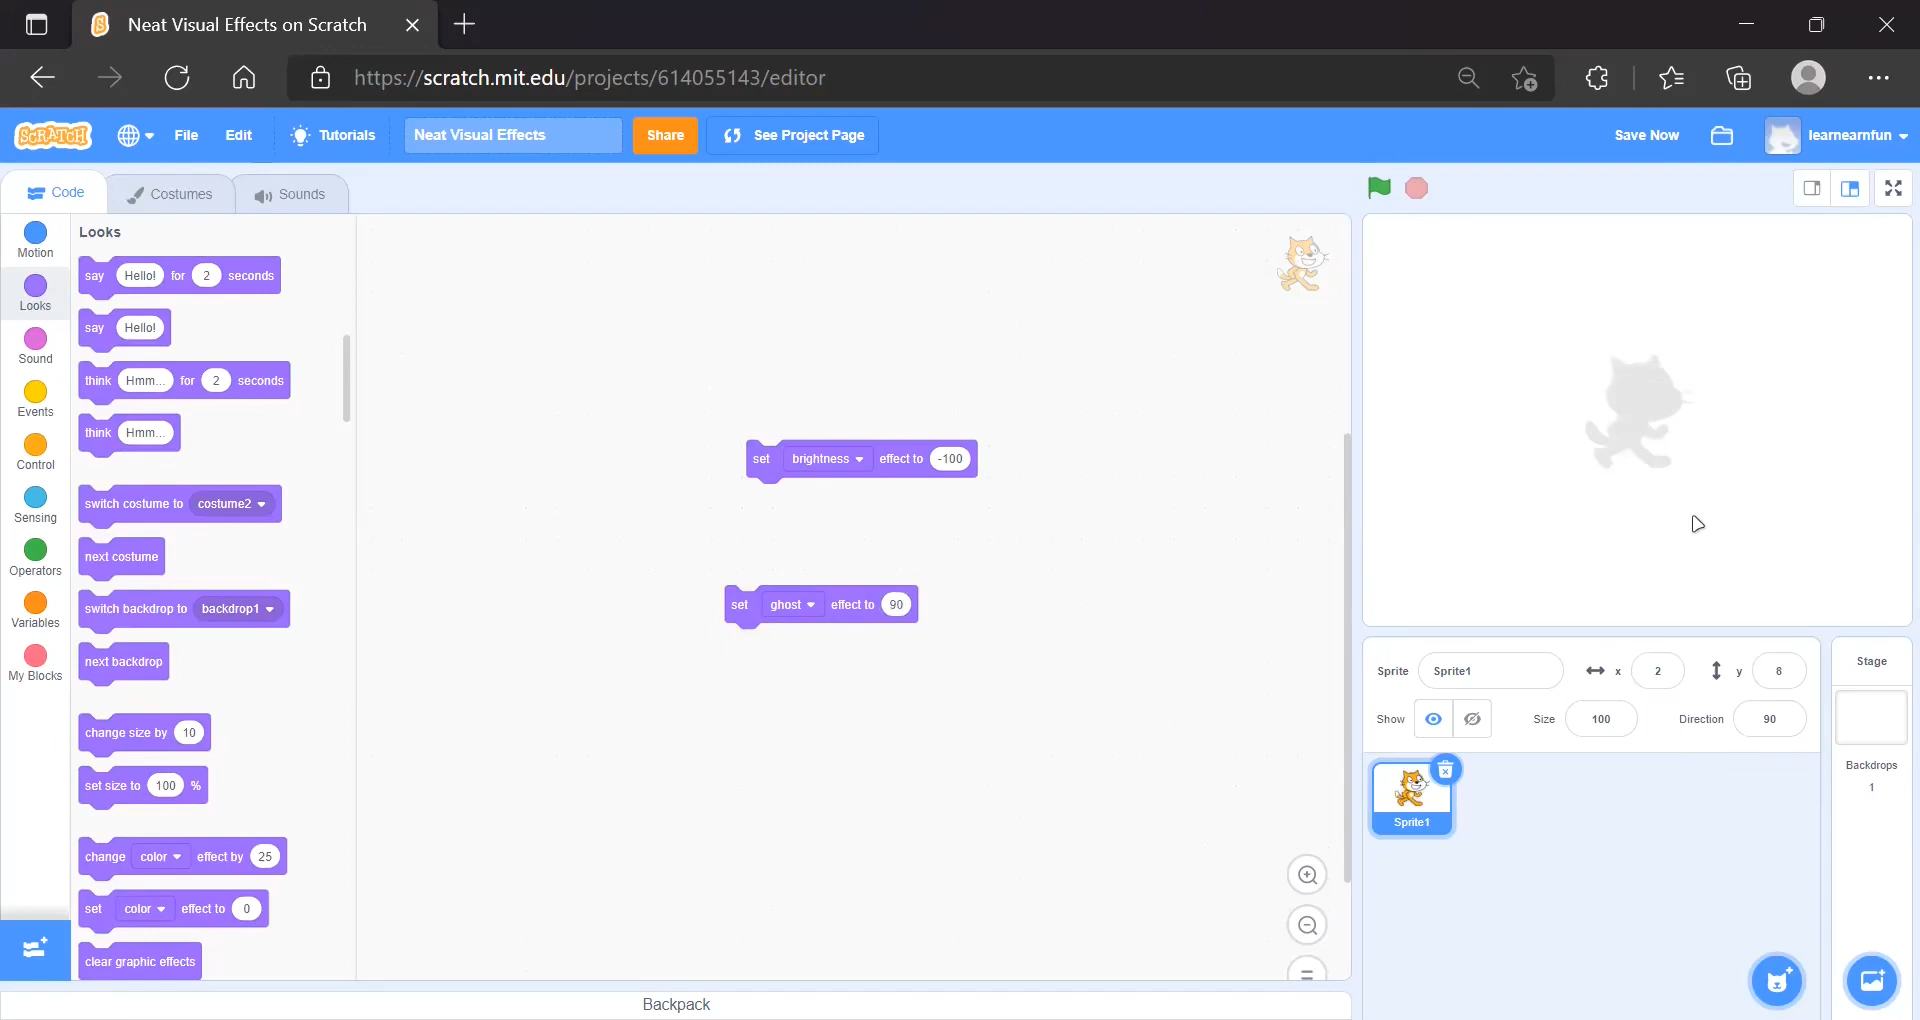 Neat Visual Effects on Scratch
https://scratch.mit.edu/projects/614055143/editor
SCRATCH File Edit Tutorials Neat Visual Effects Share See Project Page Save Now learnearnfun
Code Costumes Sounds
Motion
Looks
Sound
Events
Control
Sensing
Operators
Variables
My Blocks
Looks
say Hello! for 2 seconds
say Hello!
think Hmm... for 2 seconds
think Hmm...
switch costume to costume2
next costume
switch backdrop to backdrop1
next backdrop
change size by 10
set size to 100 %
change color effect by 25
set color effect to 0
clear graphic effects
set brightness effect to -100
set ghost effect to 90
Sprite Sprite1 x 2 y 8
Show Size 100 Direction 90
Sprite1
Stage
Backdrops
1
Backpack